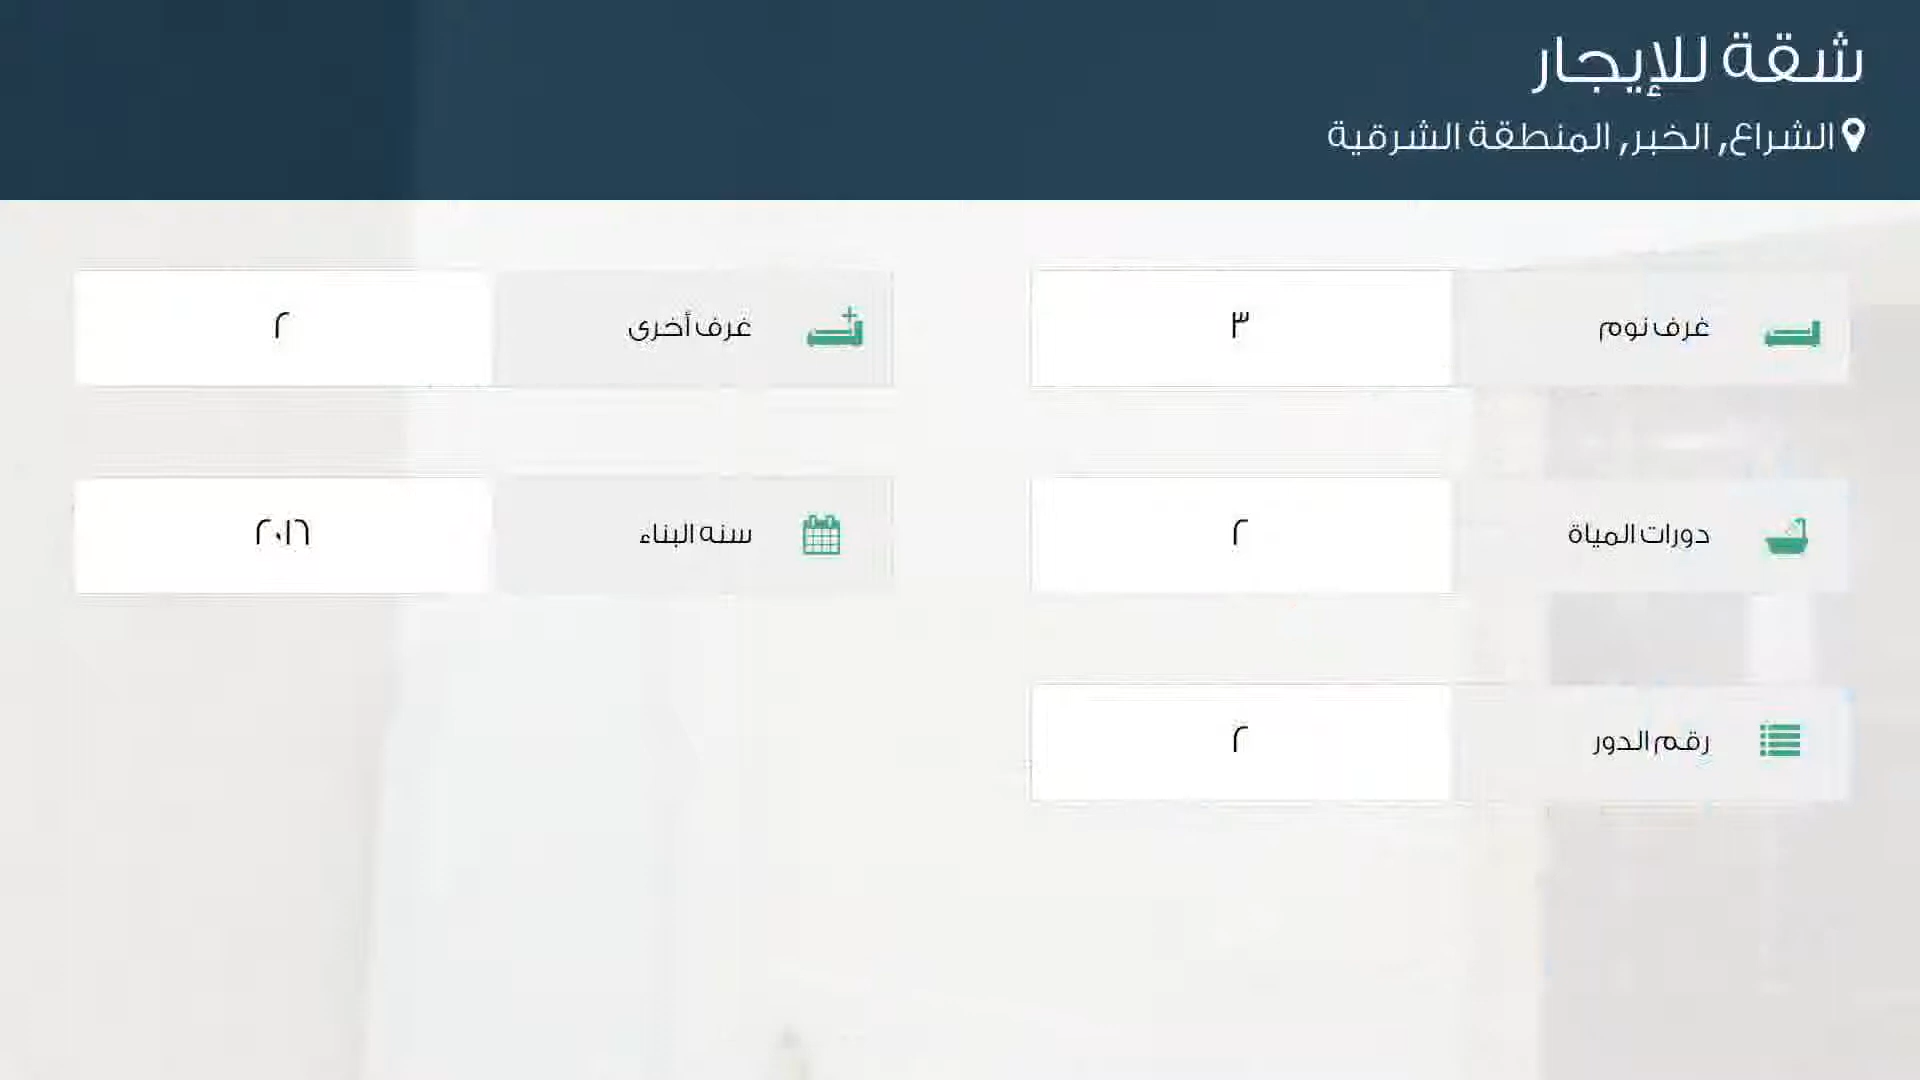 شقة للإيجار
الشراع, الخبر, المنطقة الشرقية
غرف نوم ٣
غرف أخرى ٢
دورات المياة ٢
سنه البناء ٢٠١٦
رقم الدور ٢